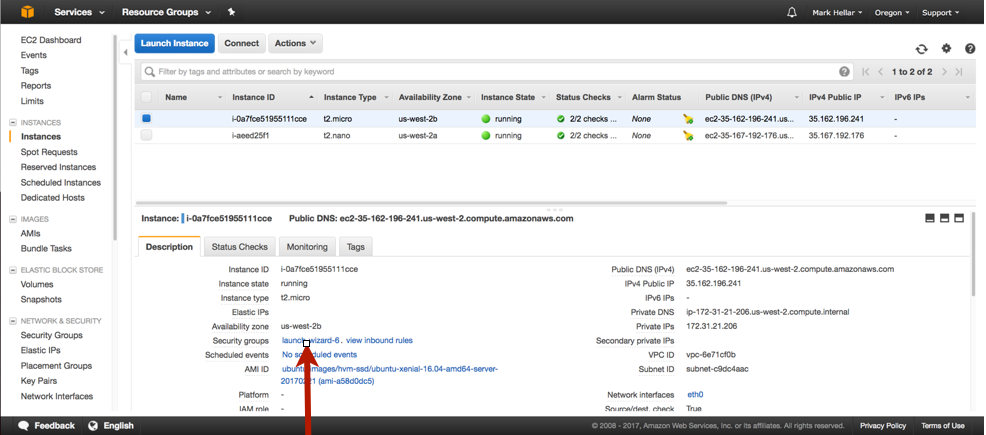 Services Resource Groups Mark Hellar Oregon Support
EC2 Dashboard
Events
Tags
Reports
Limits
INSTANCES
Instances
Spot Requests
Reserved Instances
Scheduled Instances
Dedicated Hosts
IMAGES
AMIs
Bundle Tasks
ELASTIC BLOCK STORE
Volumes
Snapshots
NETWORK & SECURITY
Security Groups
Elastic IPs
Placement Groups
Key Pairs
Network Interfaces
Launch Instance Connect Actions
Filter by tags and attributes or search by keyword 1 to 2 of 2
Name Instance ID Instance Type Availability Zone Instance State Status Checks Alarm Status Public DNS (IPv4) IPv4 Public IP IPv6 IPs
i-0a7fce51955111cce t2.micro us-west-2b running 2/2 checks ... None ec2-35-162-196-241.us... 35.162.196.241 -
i-aeed25f1 t2.nano us-west-2a running 2/2 checks ... None ec2-35-167-192-176.us... 35.167.192.176 -
Instance: i-0a7fce51955111cce Public DNS: ec2-35-162-196-241.us-west-2.compute.amazonaws.com
Description Status Checks Monitoring Tags
Instance ID i-0a7fce51955111cce Public DNS (IPv4) ec2-35-162-196-241.us-west-2.compute.amazonaws.com
Instance state running IPv4 Public IP 35.162.196.241
Instance type t2.micro IPv6 IPs -
Elastic IPs Private DNS ip-172-31-21-206.us-west-2.compute.internal
Availability zone us-west-2b Private IPs 172.31.21.206
Security groups launch-wizard-6. view inbound rules Secondary private IPs
Scheduled events No scheduled events VPC ID vpc-6e71cf0b
AMI ID ubuntu/images/hvm-ssd/ubuntu-xenial-16.04-amd64-server- Subnet ID subnet-c9dc4aac
(ami-a58d0dc5)
Platform - Network interfaces eth0
IAM role - Source/dest. check True
Feedback English © 2008 - 2017, Amazon Web Services, Inc. or its affiliates. All rights reserved. Privacy Policy Terms of Use